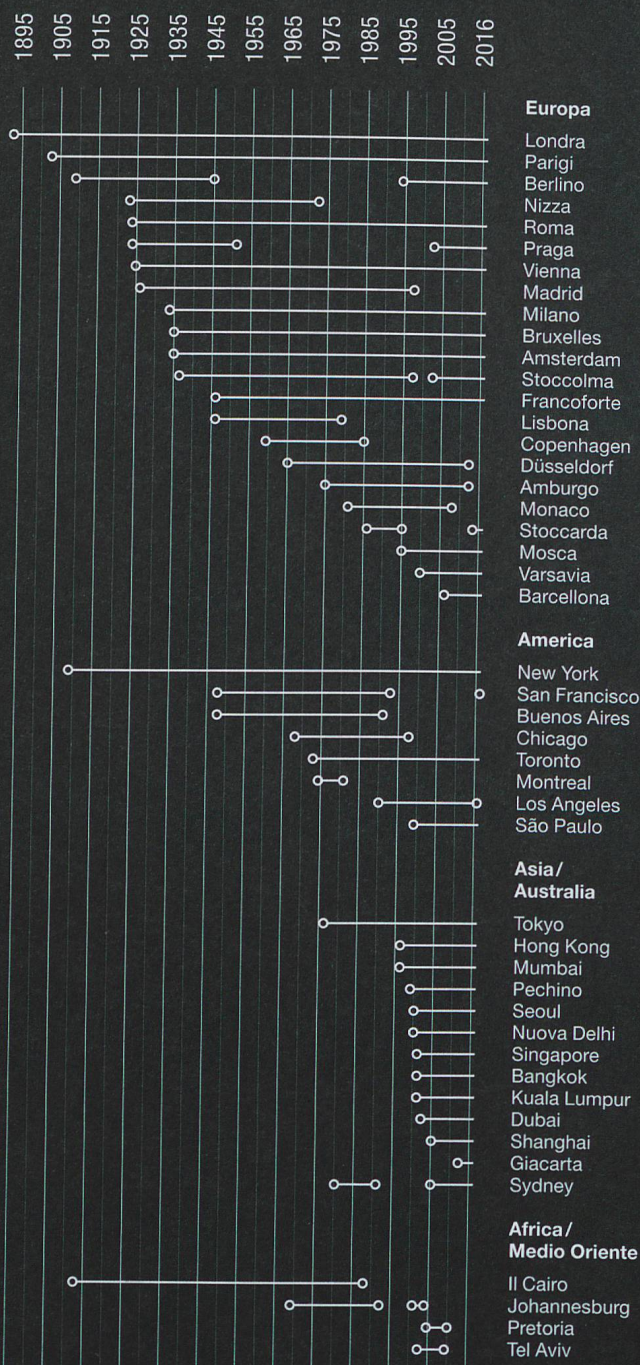 1895
1905
1915
1925
1935
1945
1955
1965
1975
1985
1995
2005
2016
Europa
Londra
Parigi
Berlino
Nizza
Roma
Praga
Vienna
Madrid
Milano
Bruxelles
Amsterdam
Stoccolma
Francoforte
Lisbona
Copenhagen
Düsseldorf
Amburgo
Monaco
Stoccarda
Mosca
Varsavia
Barcellona
America
New York
San Francisco
Buenos Aires
Chicago
Toronto
Montreal
Los Angeles
São Paulo
Asia/
Australia
Tokyo
Hong Kong
Mumbai
Pechino
Seoul
Nuova Delhi
Singapore
Bangkok
Kuala Lumpur
Dubai
Shanghai
Giacarta
Sydney
Africa/
Medio Oriente
Il Cairo
Johannesburg
Pretoria
Tel Aviv